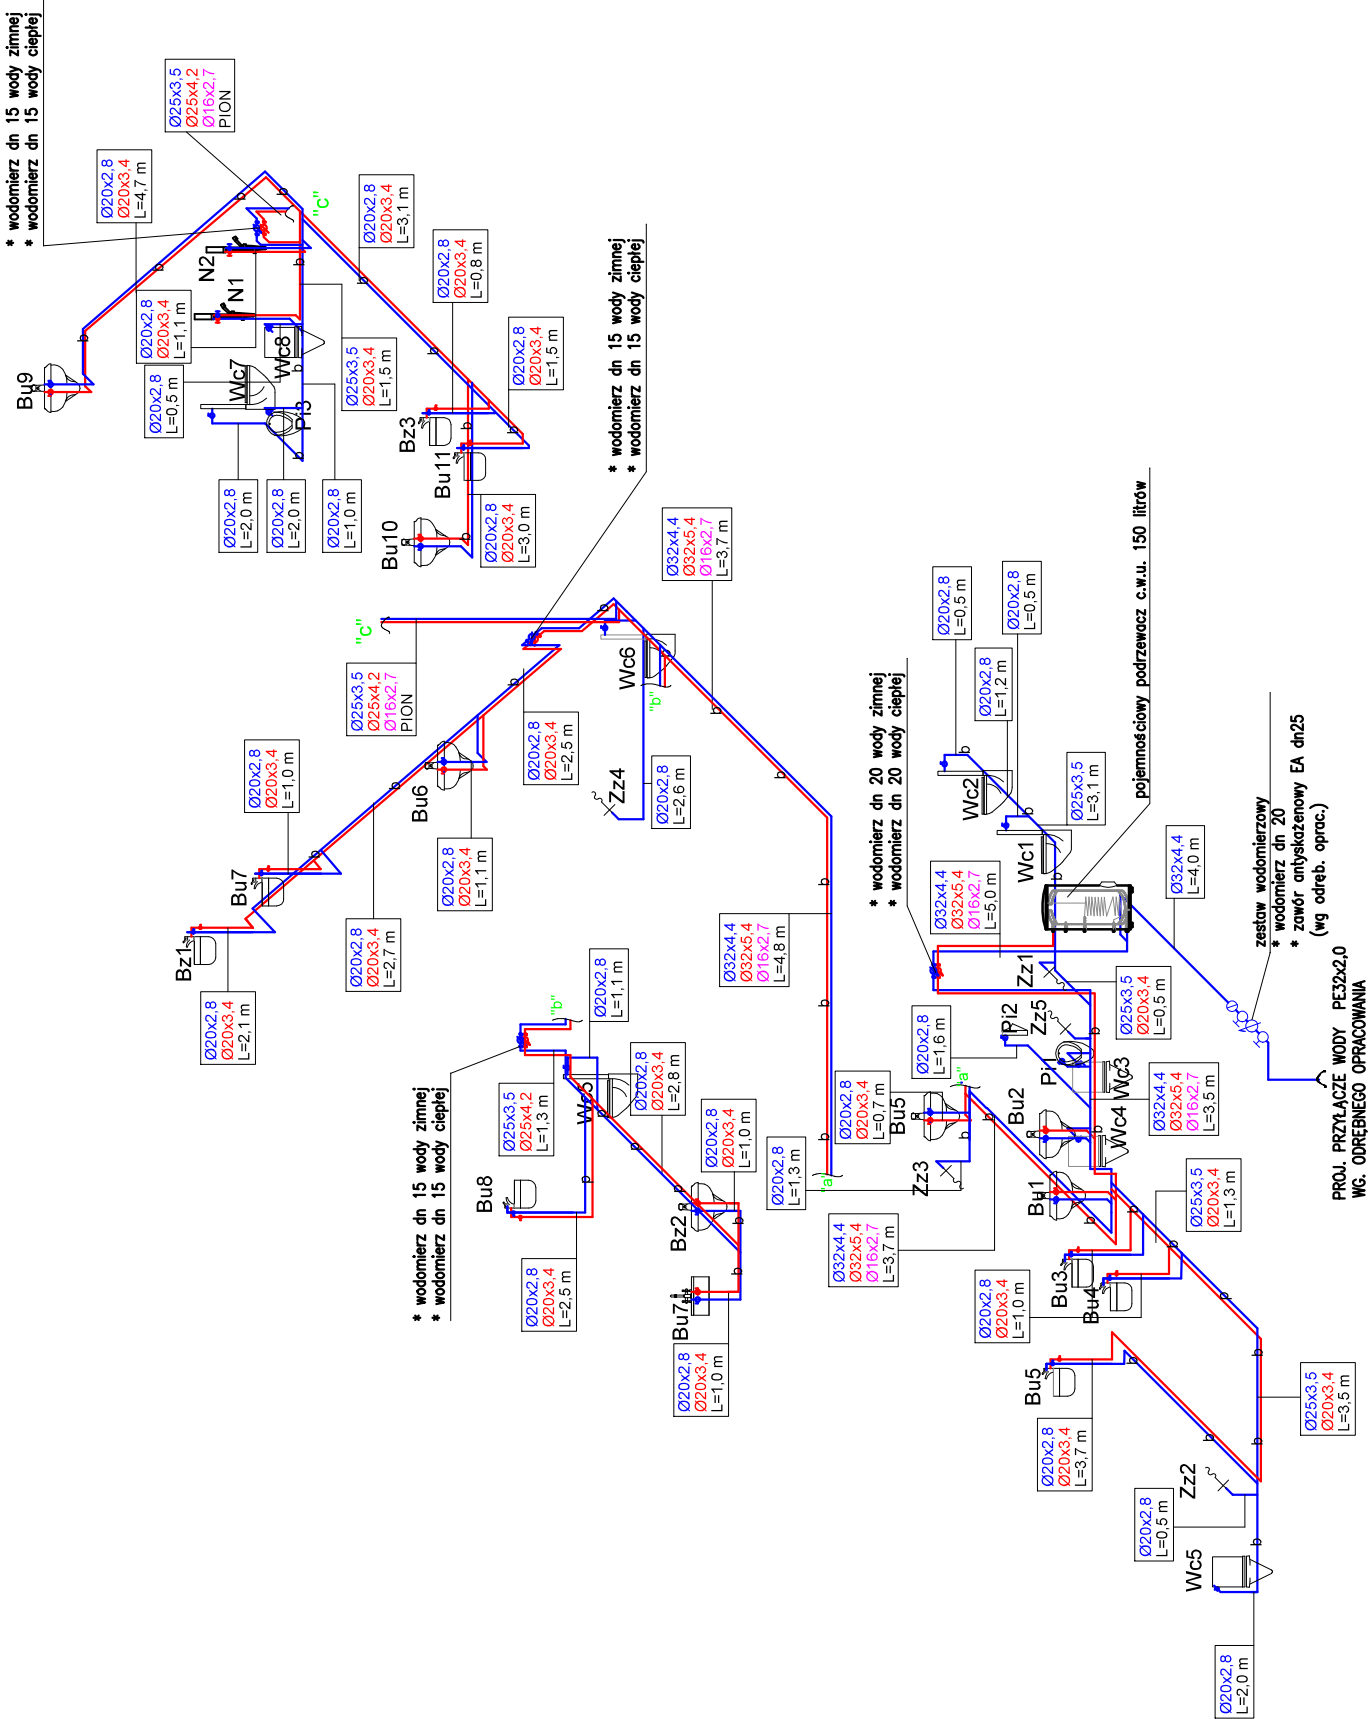 * wodomierz dn 15 wody zimnej
* wodomierz dn 15 wody ciepłej
Ø25x3,5
Ø25x4,2
Ø16x2,7
PION
Ø20x2,8
Ø20x3,4
L=4,7 m
"c"
Ø20x2,8
Ø20x3,4
L=3,1 m
N2
N1
Ø20x2,8
Ø20x3,4
L=1,1 m
Ø20x2,8
Ø20x3,4
L=0,8 m
Bu9
Wc8
Wc7
Pi3
Ø20x2,8
L=0,5 m
Ø25x3,5
Ø20x3,4
L=1,5 m
Ø20x2,8
Ø20x3,4
L=1,5 m
Bz3
Bu11
Ø20x2,8
L=2,0 m
Ø20x2,8
L=2,0 m
Ø20x2,8
L=1,0 m
Bu10
Ø20x2,8
Ø20x3,4
L=3,0 m
* wodomierz dn 15 wody zimnej
* wodomierz dn 15 wody ciepłej
Ø32x4,4
Ø32x5,4
Ø16x2,7
L=3,7 m
"c"
Ø25x3,5
Ø25x4,2
Ø16x2,7
PION
Wc6
"b"
Ø20x2,8
Ø20x3,4
L=2,5 m
Ø20x2,8
Ø20x3,4
L=1,0 m
Bu6
Zz4
Ø20x2,8
L=2,6 m
Bu7
Ø20x2,8
Ø20x3,4
L=1,1 m
Bz1
Ø20x2,8
Ø20x3,4
L=2,7 m
Ø20x2,8
Ø20x3,4
L=2,1 m
Ø32x4,4
Ø32x5,4
Ø16x2,7
L=4,8 m
"a"
* wodomierz dn 15 wody zimnej
* wodomierz dn 15 wody ciepłej
"b"
Ø20x2,8
L=1,1 m
Wc5
Ø25x3,5
Ø25x4,2
L=1,3 m
Ø20x2,8
Ø20x3,4
L=2,8 m
Bu8
Ø20x2,8
Ø20x3,4
L=1,0 m
Bz2
Ø20x2,8
Ø20x3,4
L=2,5 m
Bu7
Ø20x2,8
Ø20x3,4
L=1,0 m
* wodomierz dn 20 wody zimnej
* wodomierz dn 20 wody ciepłej
pojemnościowy podrzewacz c.w.u. 150 litrów
Ø20x2,8
L=0,5 m
Ø20x2,8
L=0,5 m
Ø20x2,8
L=1,2 m
Wc2
Wc1
Ø25x3,5
L=3,1 m
Ø32x4,4
L=4,0 m
Ø32x4,4
Ø32x5,4
Ø16x2,7
L=5,0 m
zestaw wodomierzowy
* wodomierz dn 20
* zawór antyskażenowy EA dn25
(wg odręb. oprac.)
PROJ. PRZYŁĄCZE WODY PE32x2,0
WG. ODRĘBNEGO OPRACOWANIA
Zz1
Ø25x3,5
Ø20x3,4
L=0,5 m
Zz5
Pi2
Pi
Wc3
Wc4
Ø20x2,8
L=1,6 m
Ø32x4,4
Ø32x5,4
Ø16x2,7
L=3,5 m
"a"
Ø20x2,8
Ø20x3,4
L=0,7 m
Bu5
Bu2
Bu1
Ø20x2,8
L=1,3 m
Zz3
Ø32x4,4
Ø32x5,4
Ø16x2,7
L=3,7 m
Ø25x3,5
Ø20x3,4
L=1,3 m
Bu3
Bu4
Ø20x2,8
Ø20x3,4
L=1,0 m
Bu5
Ø20x2,8
Ø20x3,4
L=3,7 m
Ø25x3,5
Ø20x3,4
L=3,5 m
Zz2
Ø20x2,8
L=0,5 m
Wc5
Ø20x2,8
L=2,0 m